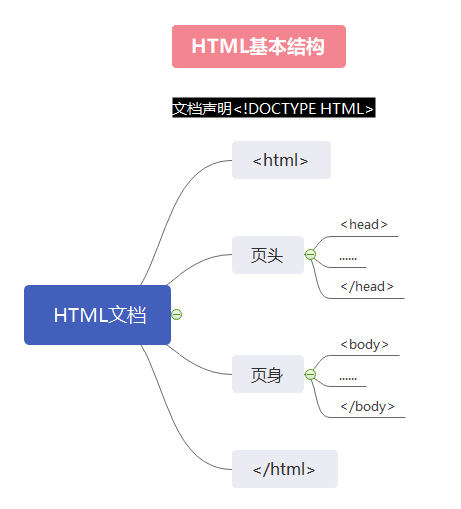 HTML基本结构
文档声明<!DOCTYPE HTML>
<html>
<head>
页头
......
</head>
HTML文档
<body>
页身
......
</body>
</html>